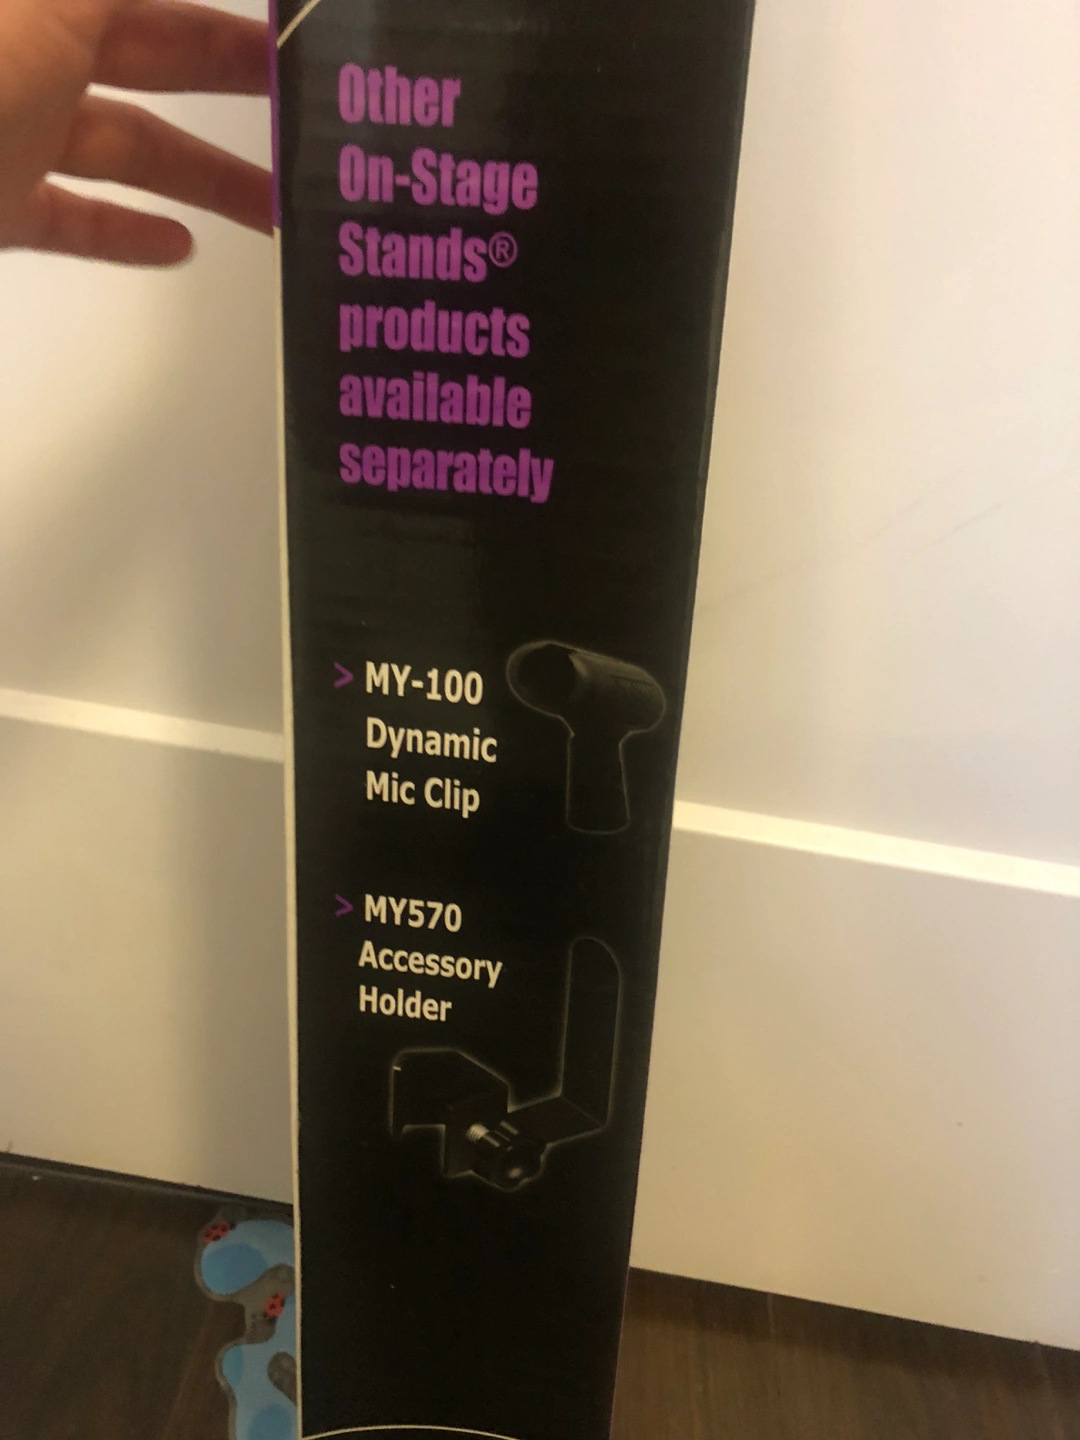 Other
On-Stage
Stands®
products
available
separately
> MY-100
Dynamic
Mic Clip
> MY570
Accessory
Holder